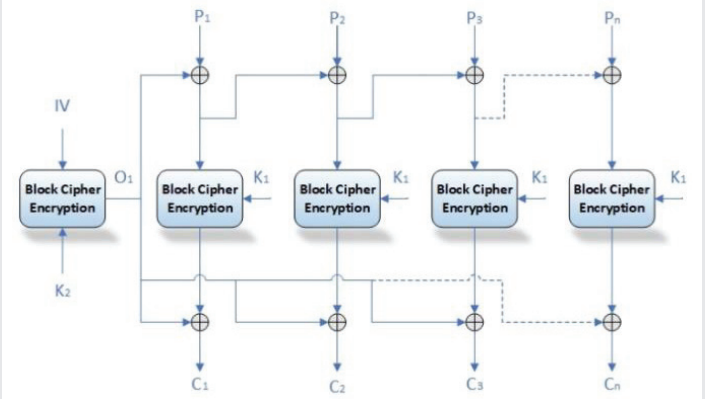 P1 P2 P3 Pn
IV
O1 K1 K1 K1 K1
Block Cipher Block Cipher Block Cipher Block Cipher Block Cipher
Encryption Encryption Encryption Encryption Encryption
K2
C1 C2 C3 Cn